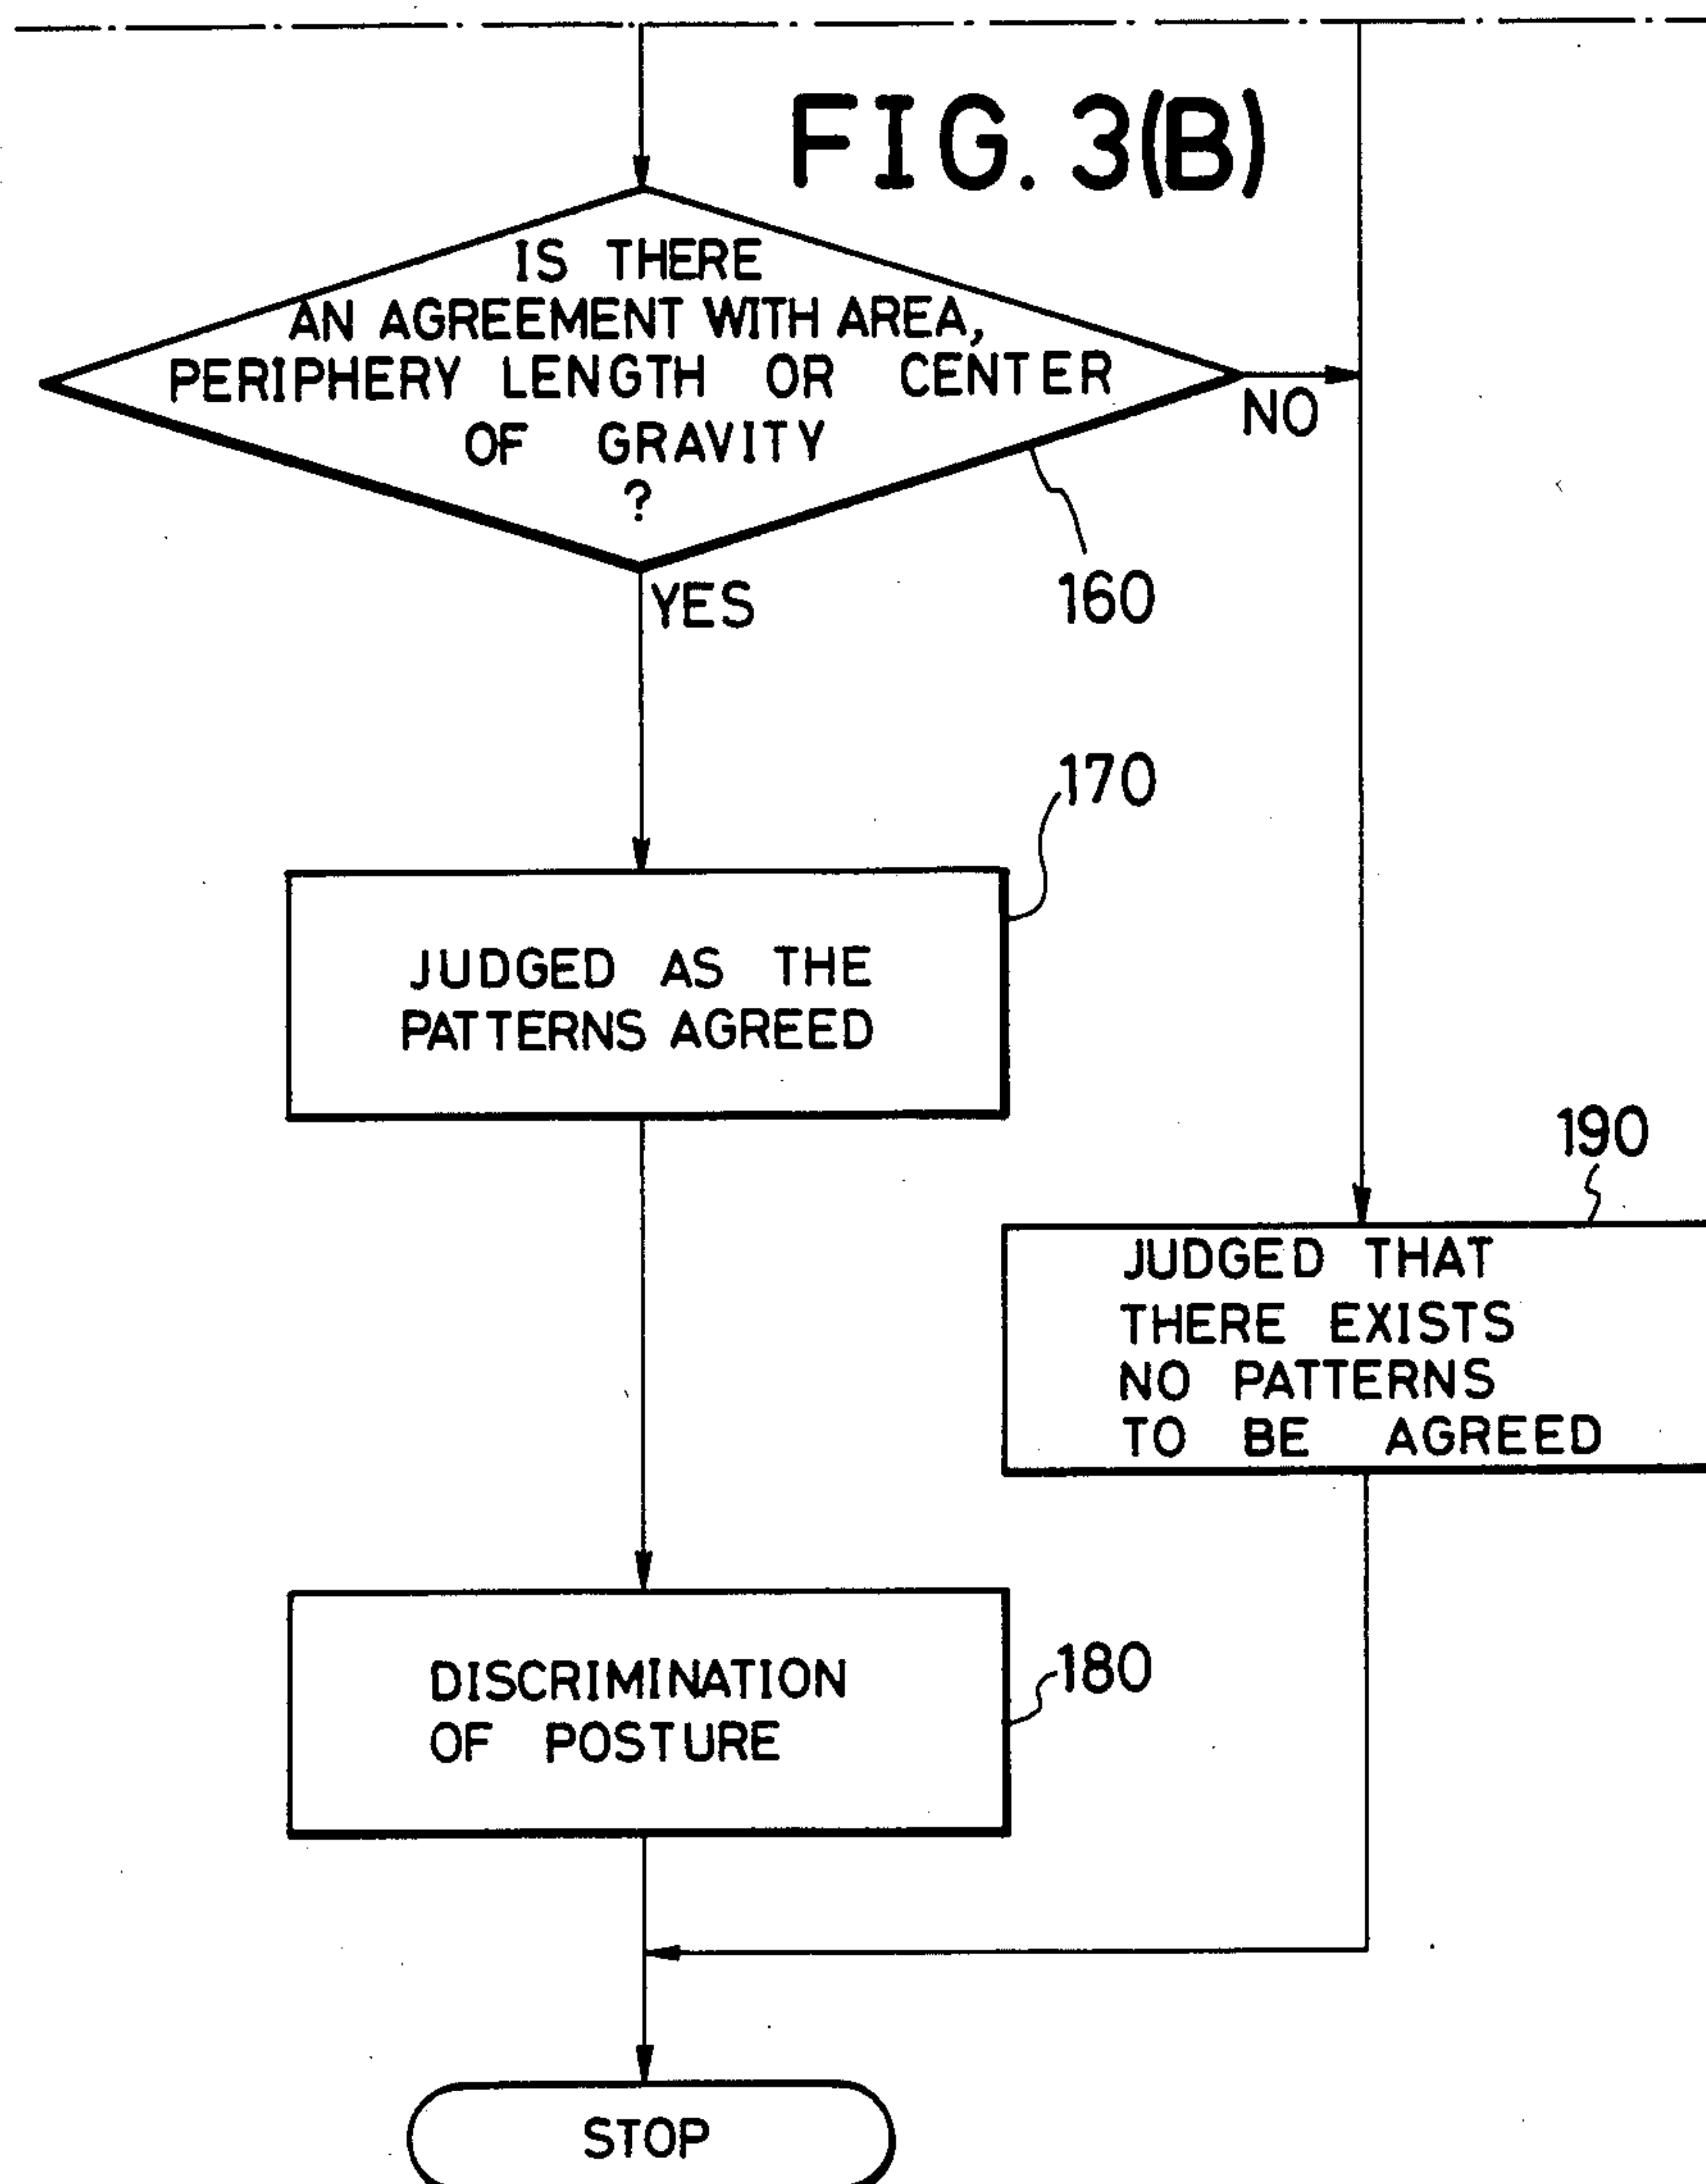 FIG. 3(B)
IS THERE
AN AGREEMENT WITH AREA,
PERIPHERY LENGTH OR CENTER
OF GRAVITY
?
NO
160
YES
170
JUDGED AS THE
PATTERNS AGREED
190
JUDGED THAT
THERE EXISTS
NO PATTERNS
TO BE AGREED
DISCRIMINATION
OF POSTURE
180
STOP